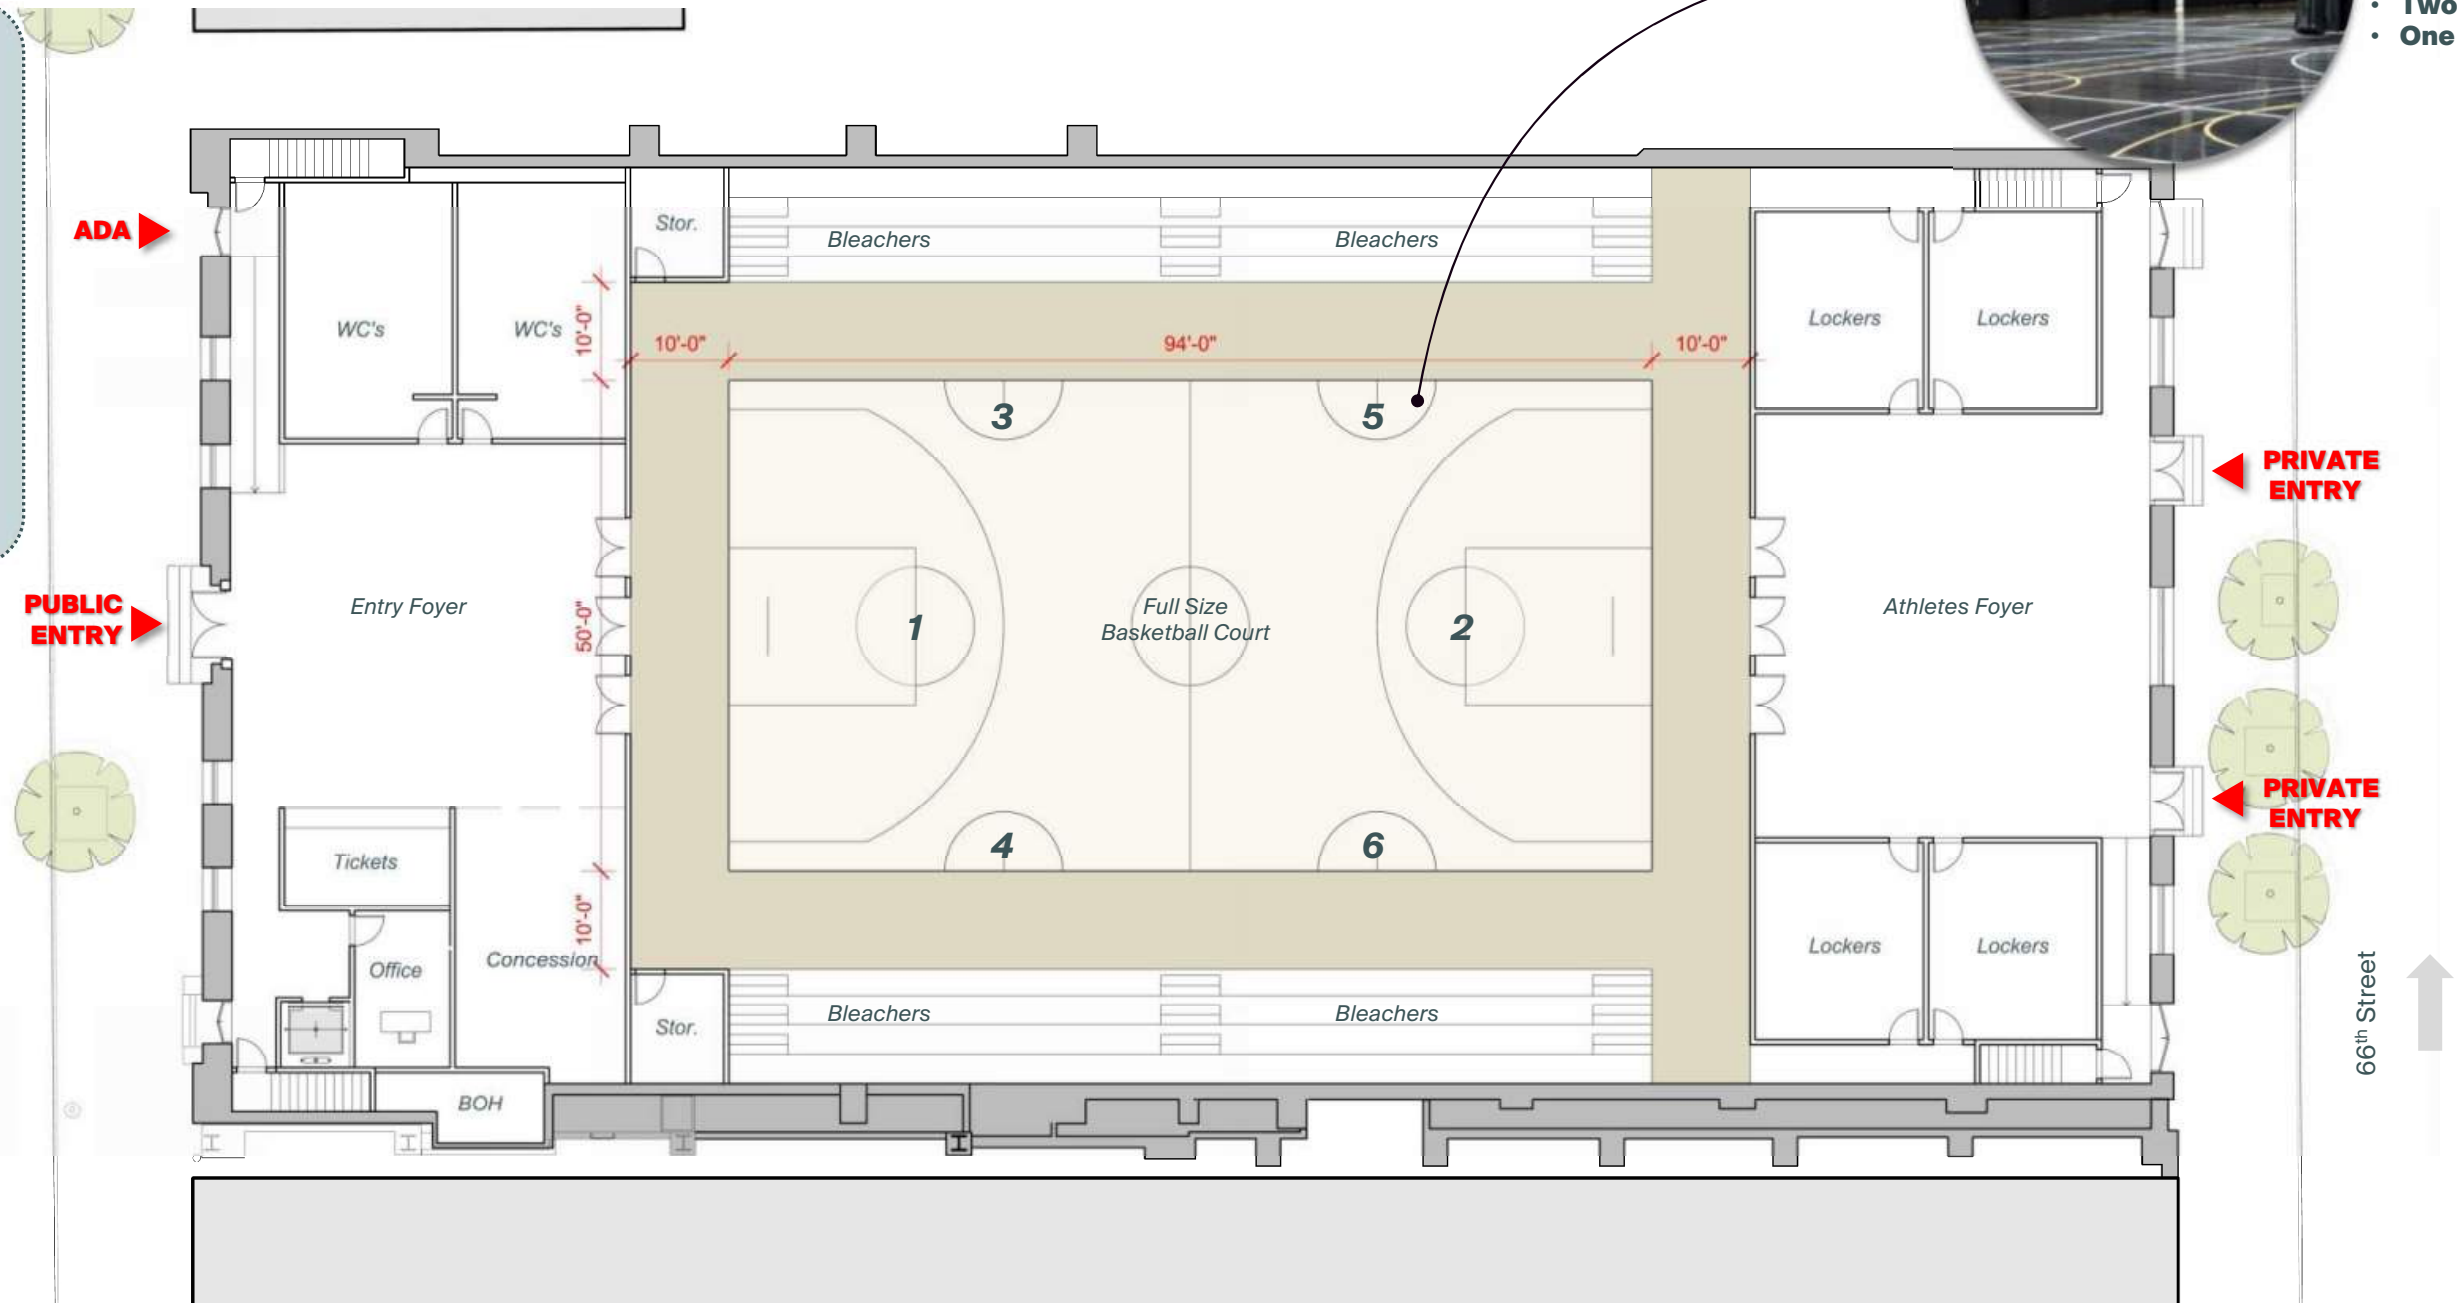 • Two
• One
ADA
Stor.
Bleachers
Bleachers
WC's
WC's
10'-0"
Lockers
Lockers
10'-0"
94'-0"
10'-0"
3
5
PRIVATE
ENTRY
PUBLIC
ENTRY
Entry Foyer
50'-0"
1
Full Size
Basketball Court
2
Athletes Foyer
PRIVATE
ENTRY
4
6
Tickets
10'-0"
Office
Concession
Lockers
Lockers
Stor.
Bleachers
Bleachers
66th Street
BOH